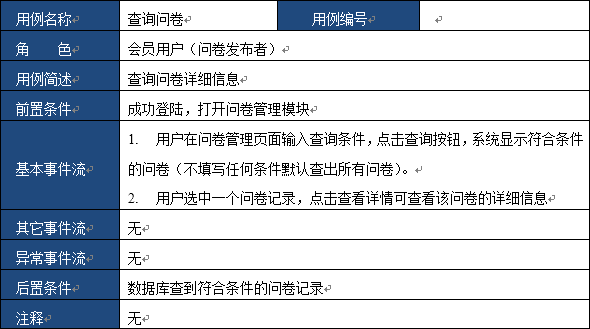 用例名称 查询问卷 用例编号
角 色 会员用户（问卷发布者）
用例简述 查询问卷详细信息
前置条件 成功登陆，打开问卷管理模块
基本事件流
1. 用户在问卷管理页面输入查询条件，点击查询按钮，系统显示符合条件
的问卷（不填写任何条件默认查出所有问卷）。
2. 用户选中一个问卷记录，点击查看详情可查看该问卷的详细信息
其它事件流 无
异常事件流 无
后置条件 数据库查到符合条件的问卷记录
注释 无